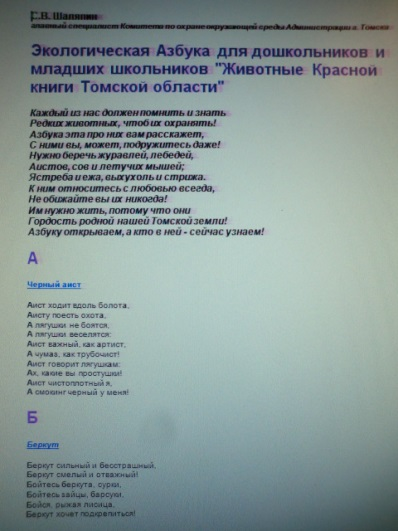 С.В. Шаляпин
главный специалист Комитета по охране окружающей среды Администрации г. Томска
Экологическая Азбука для дошкольников и
младших школьников "Животные Красной
книги Томской области"
Каждый из нас должен помнить и знать
Редких животных, чтоб их охранять!
Азбука эта про них вам расскажет,
С ними вы, может, подружитесь даже!
Нужно беречь журавлей, лебедей,
Аистов, сов и летучих мышей;
Ястреба и ежа, выхухоль и стрижа.
К ним относитесь с любовью всегда,
Не обижайте вы их никогда!
Им нужно жить, потому что они
Гордость родной нашей Томской земли!
Азбуку открываем, а кто в ней - сейчас узнаем!
А
Черный аист
Аист ходит вдоль болота,
Аисту поесть охота,
А лягушки не боятся,
А лягушки веселятся:
Аист важный, как артист,
А чумаз, как трубочист!
Аист говорит лягушкам:
Ах, какие вы простушки!
Аист чистоплотный я,
А смокинг черный у меня!
Б
Беркут
Беркут сильный и бесстрашный,
Беркут смелый и отважный!
Бойтесь беркута, сурки,
Бойтесь зайцы, барсуки,
Бойся, рыжая лисица,
Беркут хочет подкрепиться!